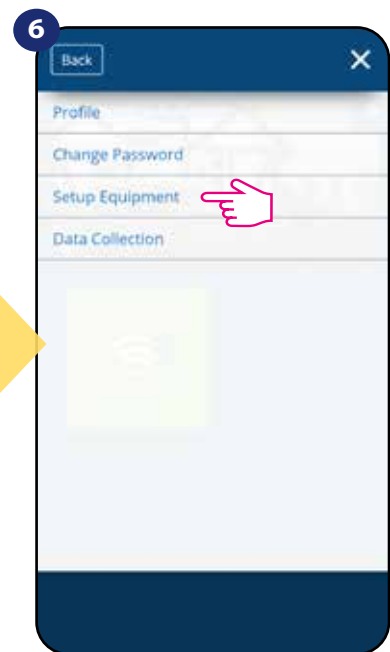 6
Back
Profile
Change Password
Setup Equipment
Data Collection